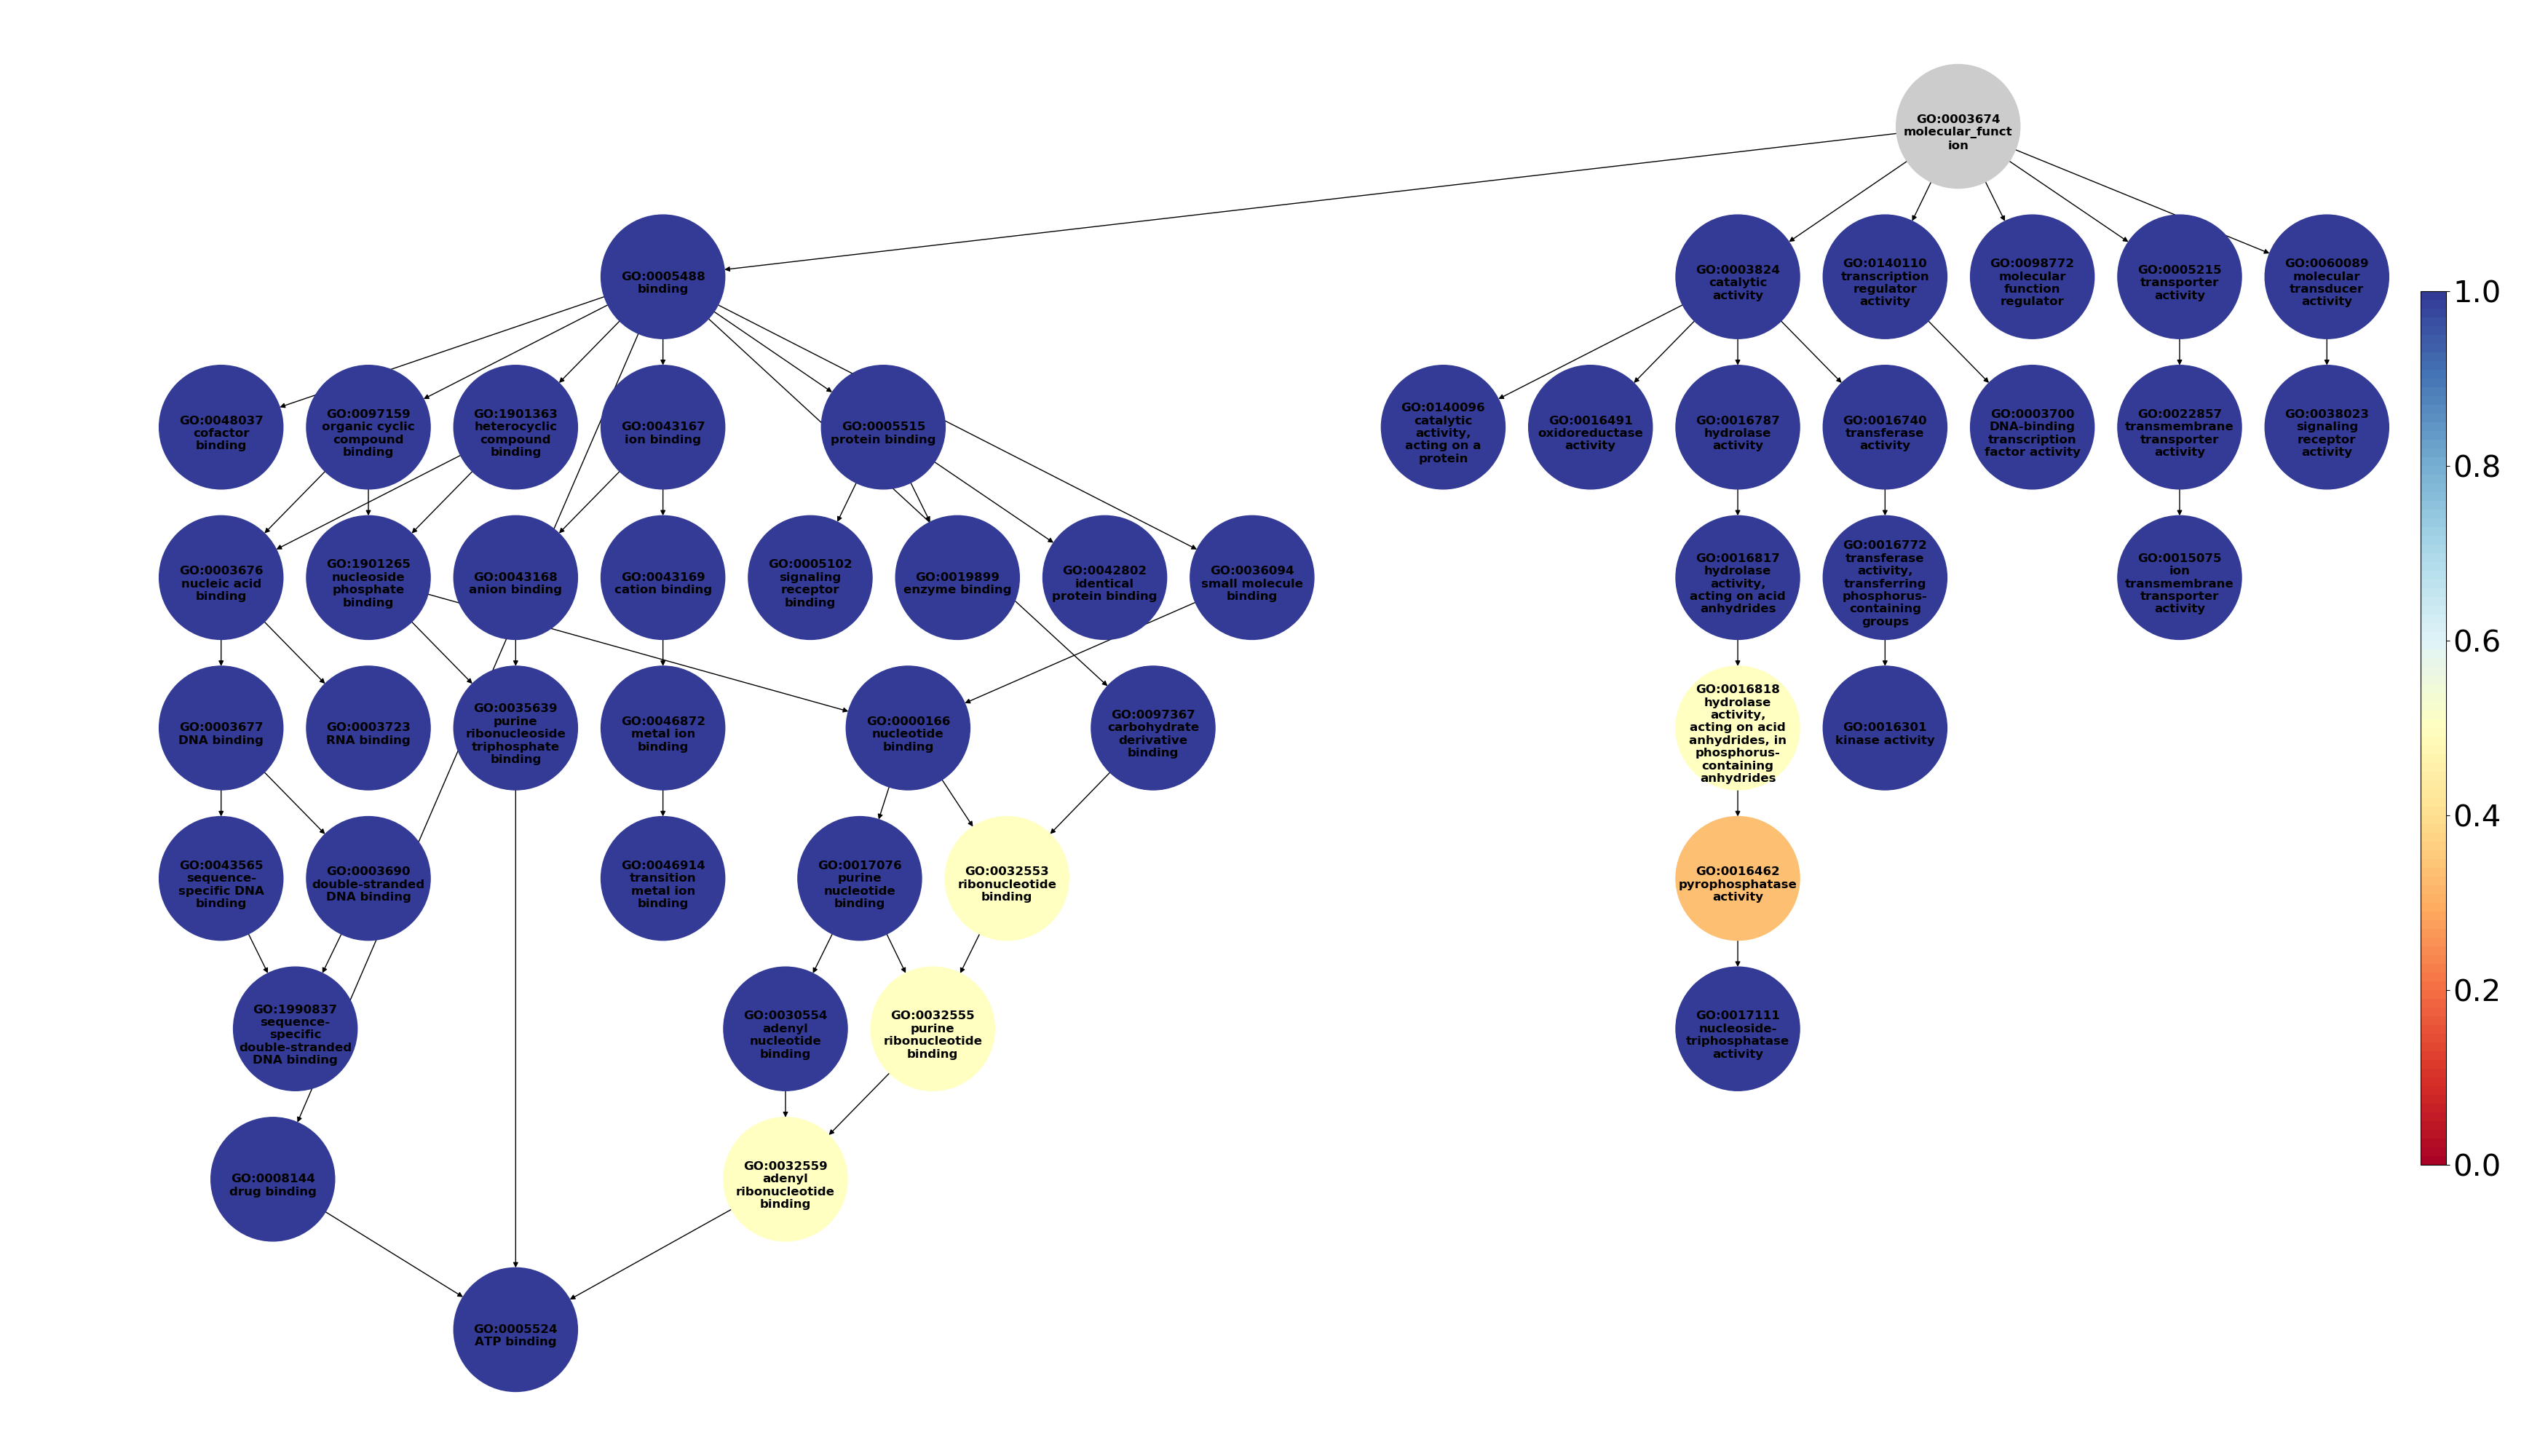 GO:0003674
molecular_funct
ion
GO:0005488
binding
GO:0003824
catalytic
activity
GO:0140110
transcription
regulator
activity
GO:0098772
molecular
function
regulator
GO:0005215
transporter
activity
GO:0060089
molecular
transducer
activity
GO:0048037
cofactor
binding
GO:0097159
organic cyclic
compound
binding
GO:1901363
heterocyclic
compound
binding
GO:0043167
ion binding
GO:0005515
protein binding
GO:0140096
catalytic
activity,
acting on a
protein
GO:0016491
oxidoreductase
activity
GO:0016787
hydrolase
activity
GO:0016740
transferase
activity
GO:0003700
DNA-binding
transcription
factor activity
GO:0022857
transmembrane
transporter
activity
GO:0038023
signaling
receptor
activity
GO:0003676
nucleic acid
binding
GO:1901265
nucleoside
phosphate
binding
GO:0043168
anion binding
GO:0043169
cation binding
GO:0005102
signaling
receptor
binding
GO:0019899
enzyme binding
GO:0042802
identical
protein binding
GO:0036094
small molecule
binding
GO:0016817
hydrolase
activity,
acting on acid
anhydrides
GO:0016772
transferase
activity,
transferring
phosphorus-
containing
groups
GO:0015075
ion
transmembrane
transporter
activity
GO:0003677
DNA binding
GO:0003723
RNA binding
GO:0035639
purine
ribonucleoside
triphosphate
binding
GO:0046872
metal ion
binding
GO:0000166
nucleotide
binding
GO:0097367
carbohydrate
derivative
binding
GO:0016818
hydrolase
activity,
acting on acid
anhydrides, in
phosphorus-
containing
anhydrides
GO:0016301
kinase activity
GO:0043565
sequence-
specific DNA
binding
GO:0003690
double-stranded
DNA binding
GO:0046914
transition
metal ion
binding
GO:0017076
purine
nucleotide
binding
GO:0032553
ribonucleotide
binding
GO:0016462
pyrophosphatase
activity
GO:1990837
sequence-
specific
double-stranded
DNA binding
GO:0030554
adenyl
nucleotide
binding
GO:0032555
purine
ribonucleotide
binding
GO:0017111
nucleoside-
triphosphatase
activity
GO:0008144
drug binding
GO:0032559
adenyl
ribonucleotide
binding
GO:0005524
ATP binding
1.0
0.8
0.6
0.4
0.2
0.0